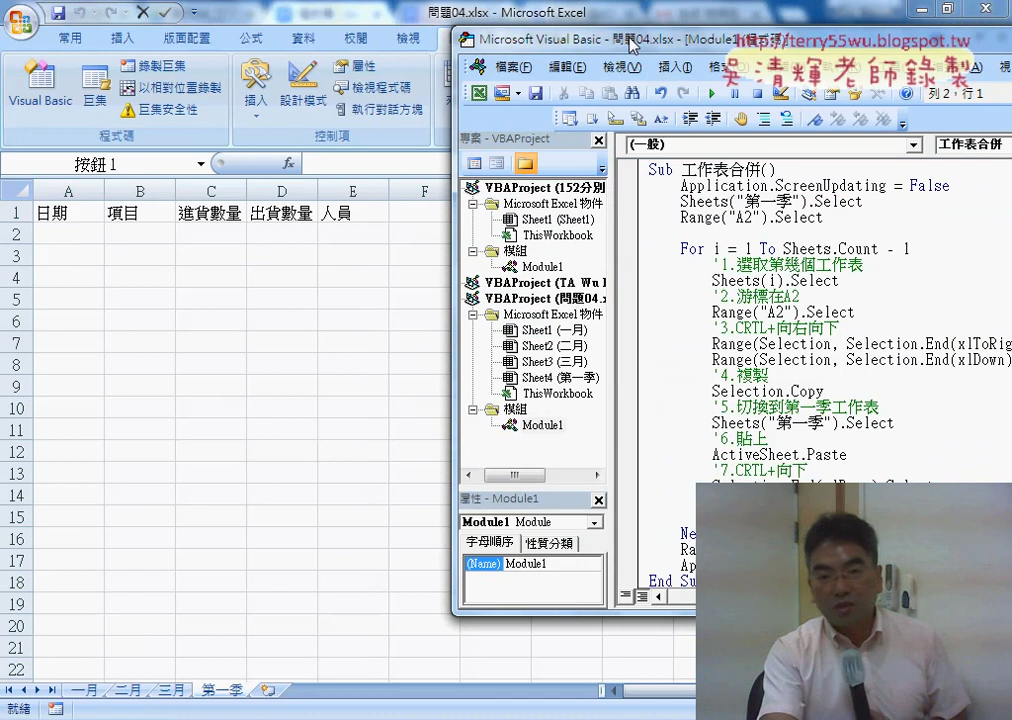 問題04.xlsx - Microsoft Excel
常用 插入 版面配置 公式 資料 校閱 檢視
Visual Basic 巨集 錄製巨集 以相對位置錄製 巨集安全性
程式碼
插入 設計模式 屬性 檢視程式碼 執行對話方塊
控制項
按鈕 1 fx
A B C D E F
1 日期 項目 進貨數量 出貨數量 人員
2
3
4
5
6
7
8
9
10
11
12
13
14
15
16
17
18
19
20
21
22
一月 二月 三月 第一季
就緒
Microsoft Visual Basic - 問題04.xlsx - [Module1
http://terry55wu.blogspot.tw
吳清輝老師錄製
檔案(F) 編輯(E) 檢視(V) 插入(I)
列 2, 行 1
專案 - VBAProject
VBAProject (152分別
Microsoft Excel 物件
Sheet1 (Sheet1)
ThisWorkbook
模組
Module1
VBAProject (TA Wu
VBAProject (問題04.x
Microsoft Excel 物件
Sheet1 (一月)
Sheet2 (二月)
Sheet3 (三月)
Sheet4 (第一季)
ThisWorkbook
模組
Module1
屬性 - Module1
Module1 Module
字母順序 性質分類
(Name) Module1
(一般) 工作表合併
Sub 工作表合併()
Application.ScreenUpdating = False
Sheets("第一季").Select
Range("A2").Select
For i = 1 To Sheets.Count - 1
'1.選取第幾個工作表
Sheets(i).Select
'2.游標在A2
Range("A2").Select
'3.CRTL+向右向下
Range(Selection, Selection.End(xlToRig
Range(Selection, Selection.End(xlDown)
'4.複製
Selection.Copy
'5.切換到第一季工作表
Sheets("第一季").Select
'6.貼上
ActiveSheet.Paste
'7.CRTL+向下
Ne
Ra
Ap
End Su